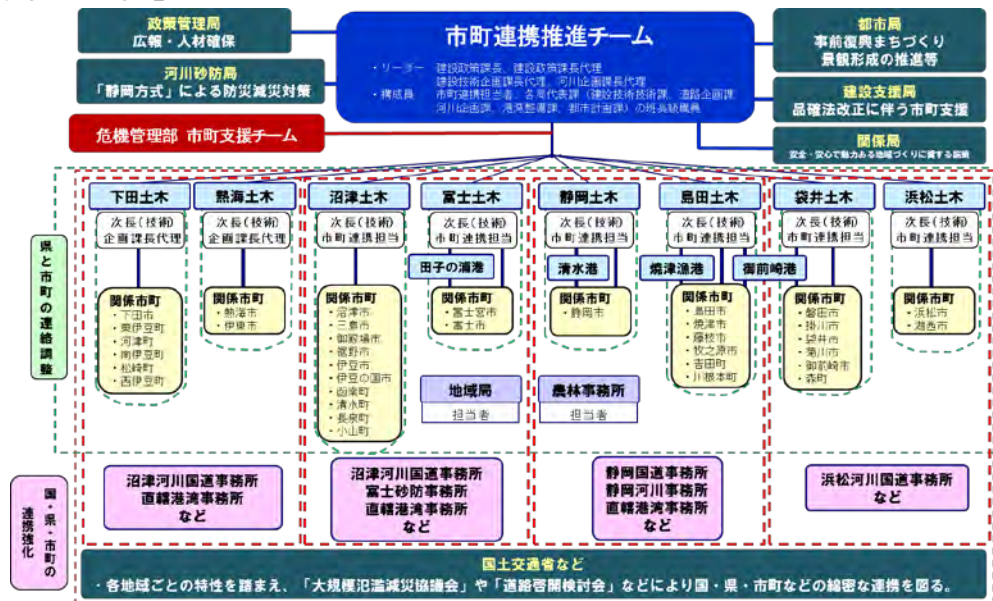 政策管理局
広報・人材確保
河川砂防局
「静岡方式」による防災減災対策
危機管理部 市町支援チーム
市町連携推進チーム
・リーダー 建設政策課長、建設政策課長代理
建設技術企画課長代理、河川企画課長代理
・構成員 市町連携担当者、各局代表課（建設技術企画課、道路企画課
河川企画課、港湾整備課、都市計画課）の班長級職員
都市局
事前復興まちづくり
景観形成の推進等
建設支援局
品確法改正に伴う市町支援
関係局
安全・安心で魅力ある地域づくりに資する施策
県と市町の連絡調整
下田土木
次長（技術）
企画課長代理
関係市町
・下田市
・東伊豆町
・河津町
・南伊豆町
・松崎町
・西伊豆町
熱海土木
次長（技術）
企画課長代理
関係市町
・熱海市
・伊東市
沼津土木
次長（技術）
市町連携担当
関係市町
・沼津市
・三島市
・御殿場市
・裾野市
・伊豆市
・伊豆の国市
・函南町
・清水町
・長泉町
・小山町
富士土木
次長（技術）
市町連携担当
田子の浦港
関係市町
・富士宮市
・富士市
静岡土木
次長（技術）
市町連携担当
清水港
関係市町
・静岡市
島田土木
次長（技術）
市町連携担当
焼津漁港
御前崎港
関係市町
・島田市
・焼津市
・藤枝市
・牧之原市
・吉田町
・川根本町
袋井土木
次長（技術）
市町連携担当
関係市町
・磐田市
・掛川市
・袋井市
・菊川市
・御前崎市
・森町
浜松土木
次長（技術）
市町連携担当
関係市町
・浜松市
・湖西市
地域局
担当者
農林事務所
担当者
国・県・市町の
連携強化
沼津河川国道事務所
直轄港湾事務所
など
沼津河川国道事務所
富士砂防事務所
直轄港湾事務所
など
静岡国道事務所
静岡河川事務所
直轄港湾事務所
など
浜松河川国道事務所
など
国土交通省など
・各地域ごとの特性を踏まえ、「大規模氾濫減災協議会」や「道路啓開検討会」などにより国・県・市町などの綿密な連携を図る。